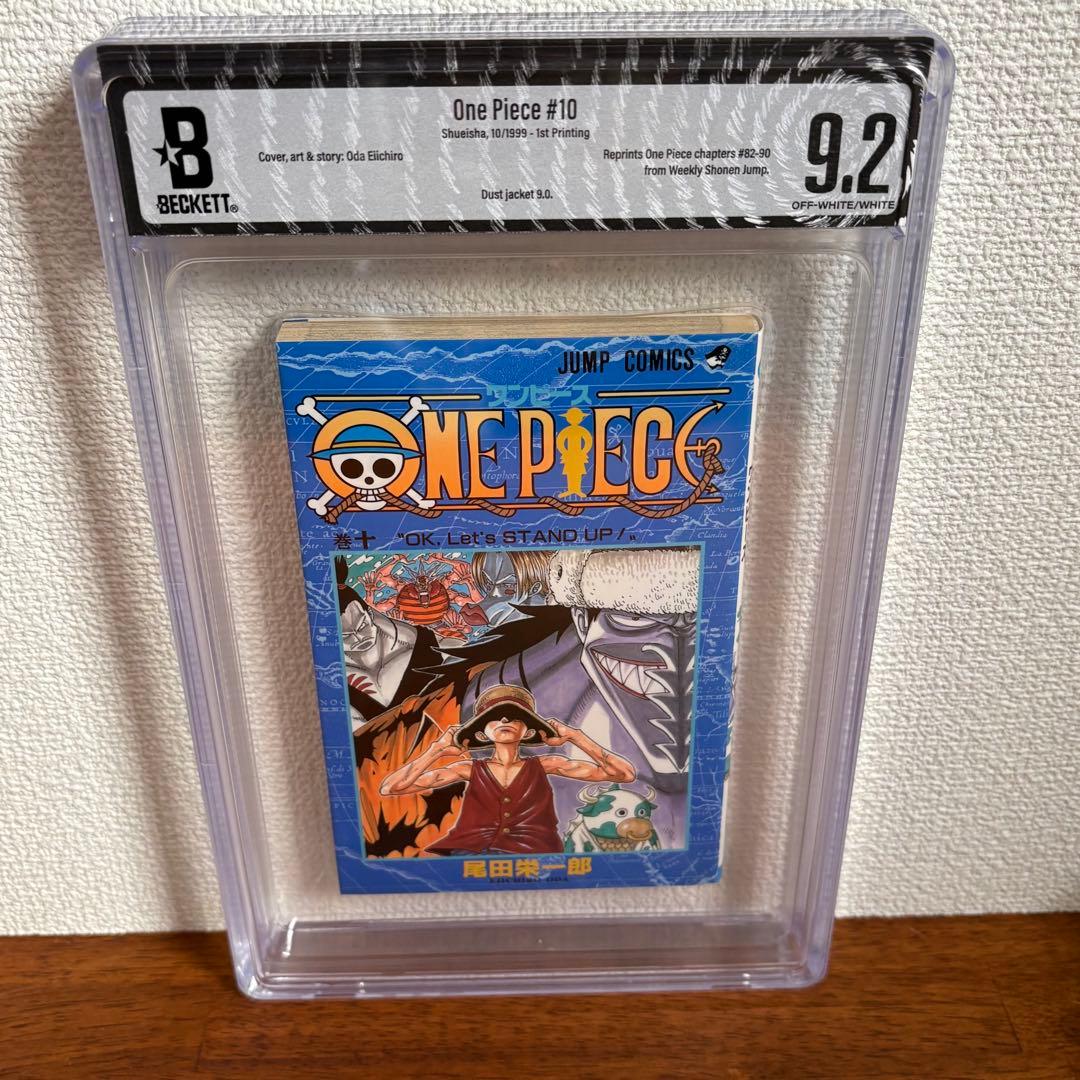 One Piece #10
Shueisha, 10/1999 - 1st Printing
Cover, art & story: Oda Eiichiro
Reprints One Piece chapters #82-90
from Weekly Shonen Jump.
Dust jacket 9.0.
B
BECKETT®
9.2
OFF-WHITE/WHITE
JUMP COMICS
ワンピース
ONE PIECE
巻十 “OK, Let's STAND UP!„
尾田栄一郎
EIICHIRO ODA